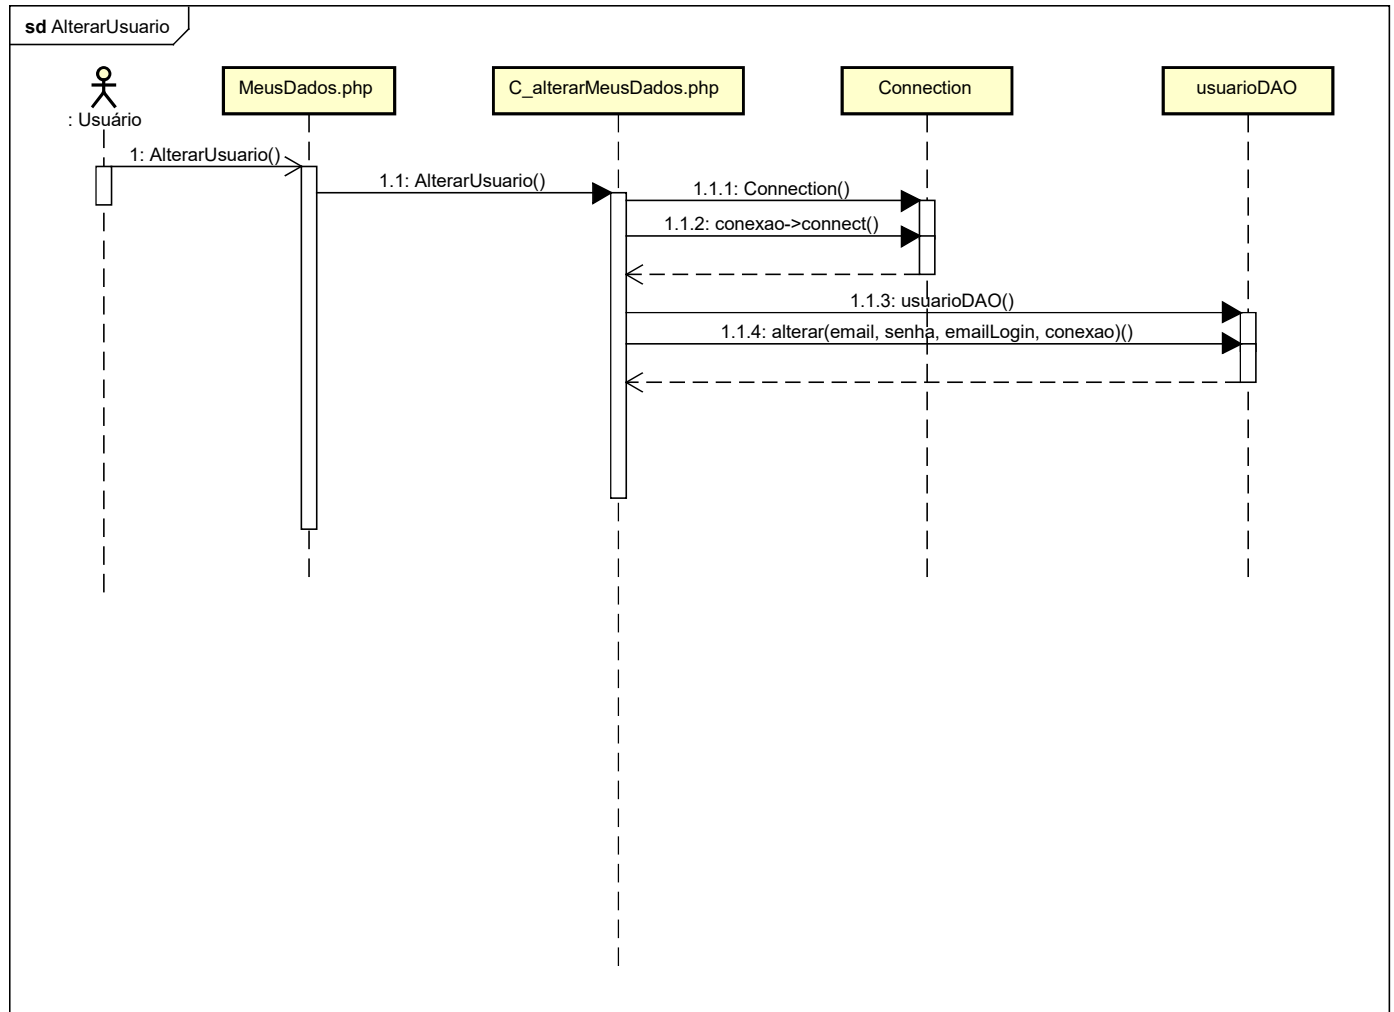 sd AlterarUsuario
: Usuário
MeusDados.php
C_alterarMeusDados.php
Connection
usuarioDAO
1: AlterarUsuario()
1.1: AlterarUsuario()
1.1.1: Connection()
1.1.2: conexao->connect()
1.1.3: usuarioDAO()
1.1.4: alterar(email, senha, emailLogin, conexao)()